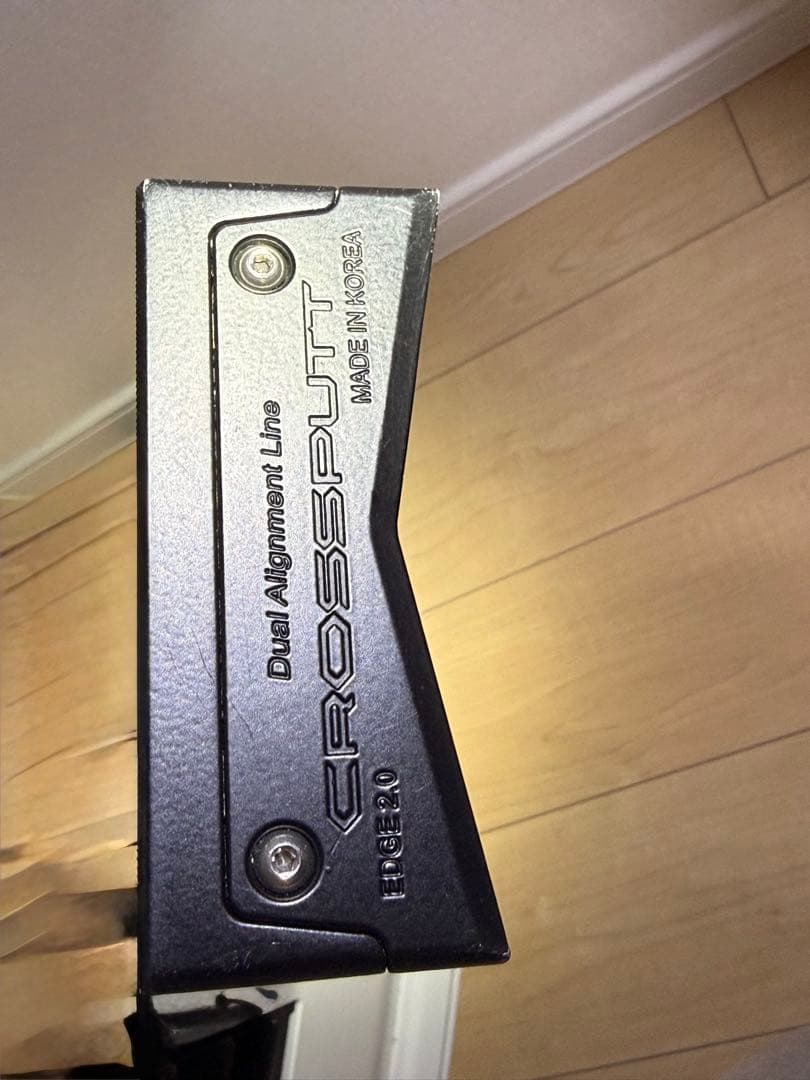 Dual Alignment Line
CROSSPUTT
EDGE 2.0
MADE IN KOREA